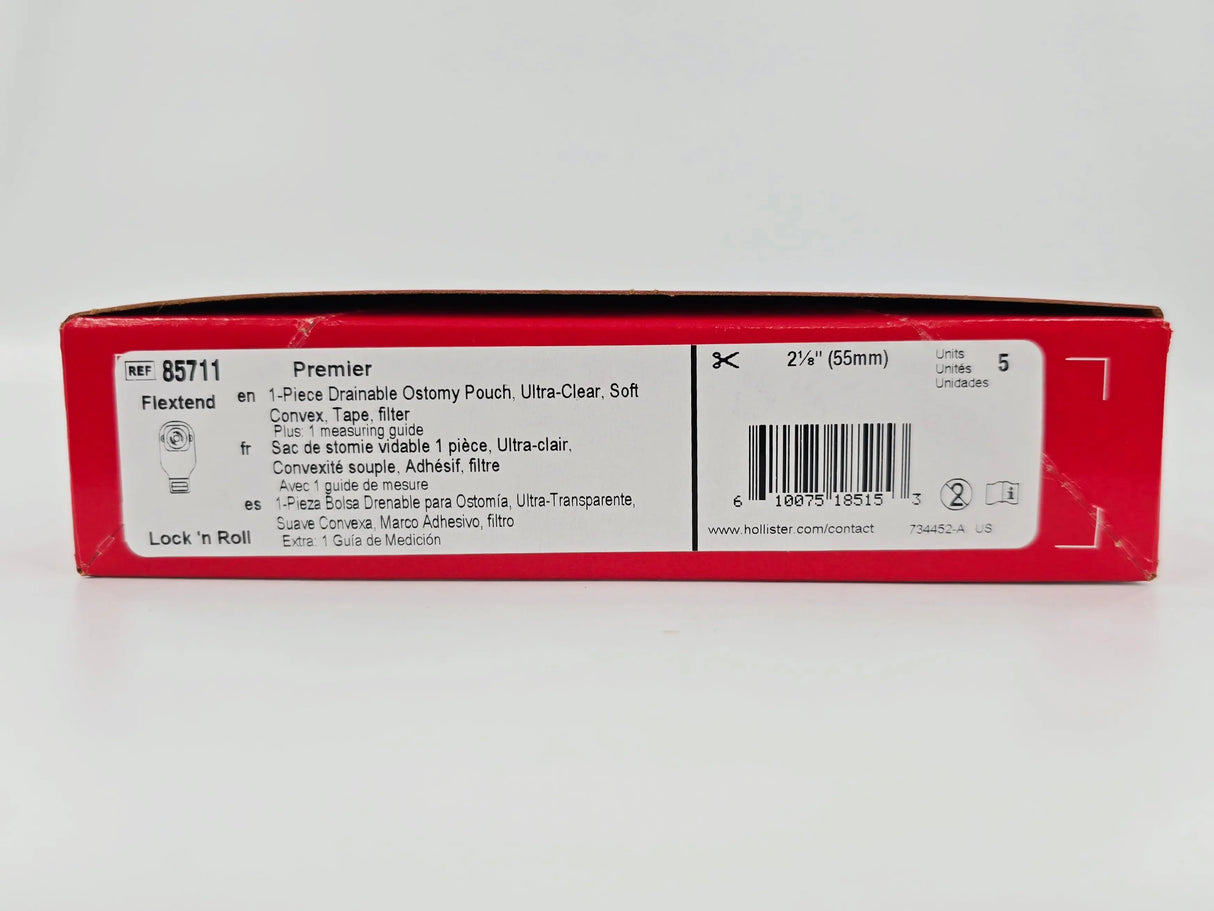 REF 85711 Premier
Flextend
en 1-Piece Drainable Ostomy Pouch, Ultra-Clear, Soft
Convex, Tape, filter
Plus: 1 measuring guide
fr Sac de stomie vidable 1 pièce, Ultra-clair,
Convexité souple, Adhésif, filtre
Avec 1 guide de mesure
es 1-Pieza Bolsa Drenable para Ostomía, Ultra-Transparente,
Suave Convexa, Marco Adhesivo, filtro
Extra: 1 Guía de Medición
Lock 'n Roll
2⅛" (55mm)
Units
Unités
Unidades
5
6 10075 18515 3
2
i
www.hollister.com/contact
734452-A US